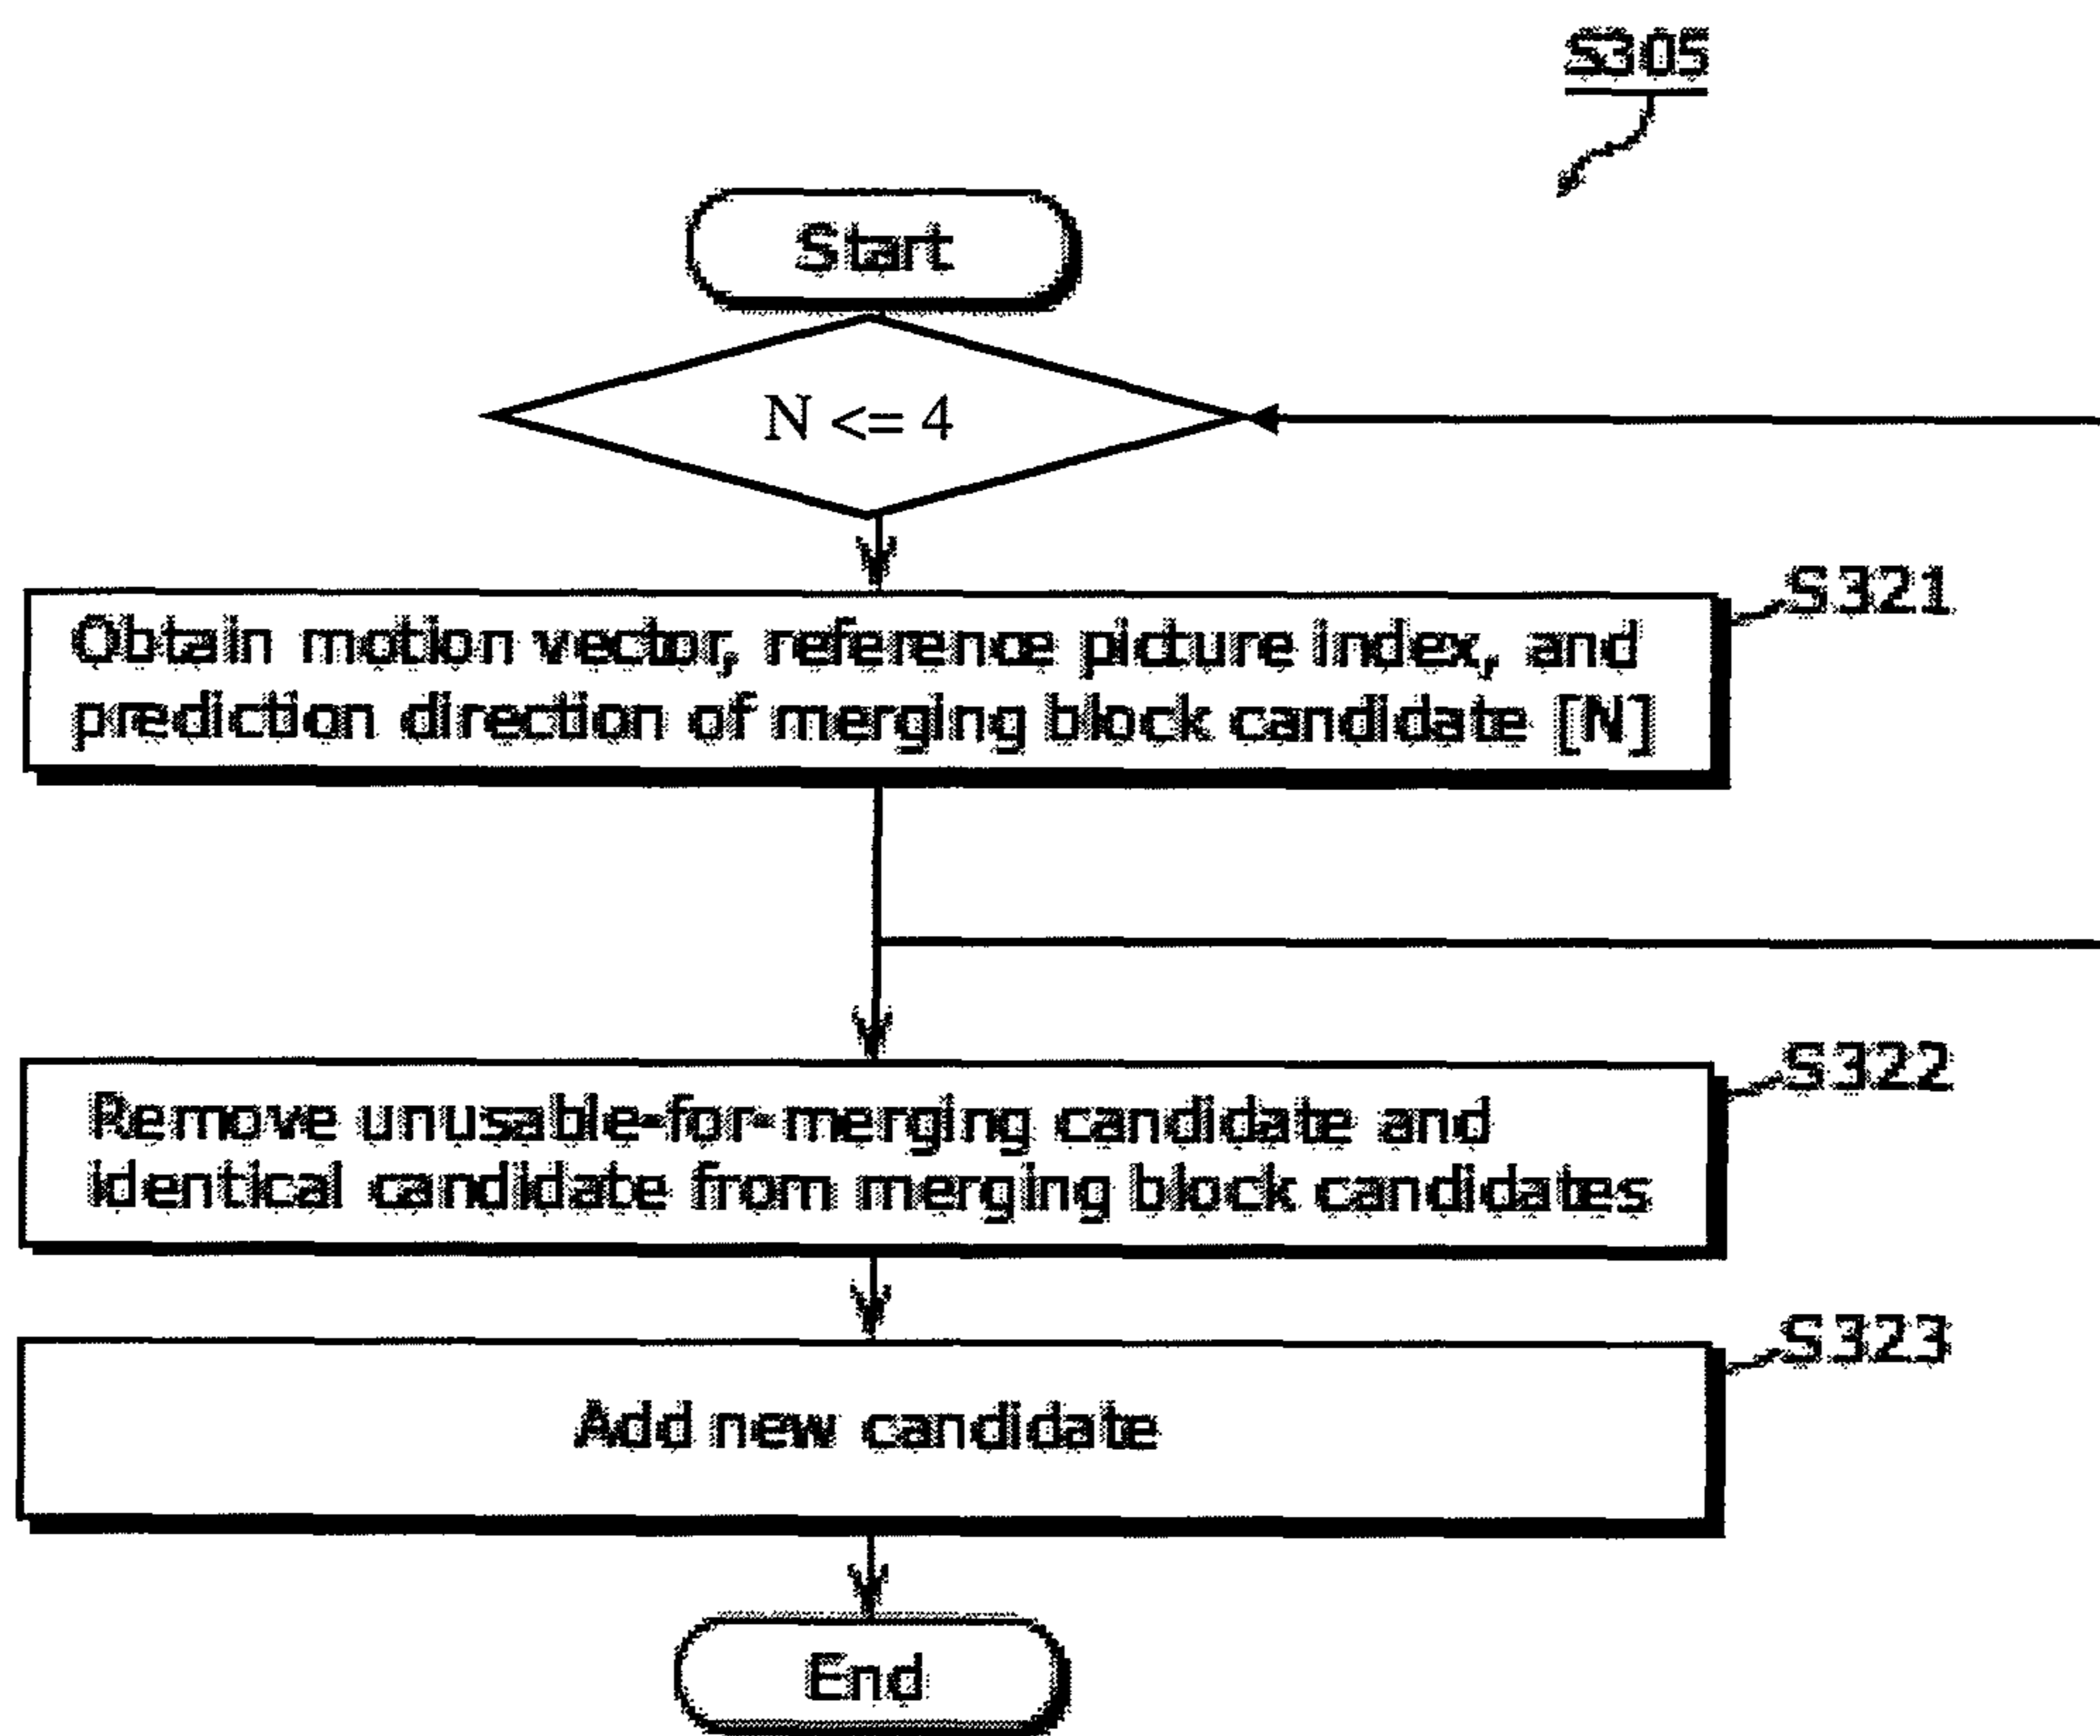 S305
Start
N <= 4
S321
Obtain motion vector, reference picture index, and
prediction direction of merging block candidate [N]
S322
Remove unusable-for-merging candidate and
identical candidate from merging block candidates
S323
Add new candidate
End